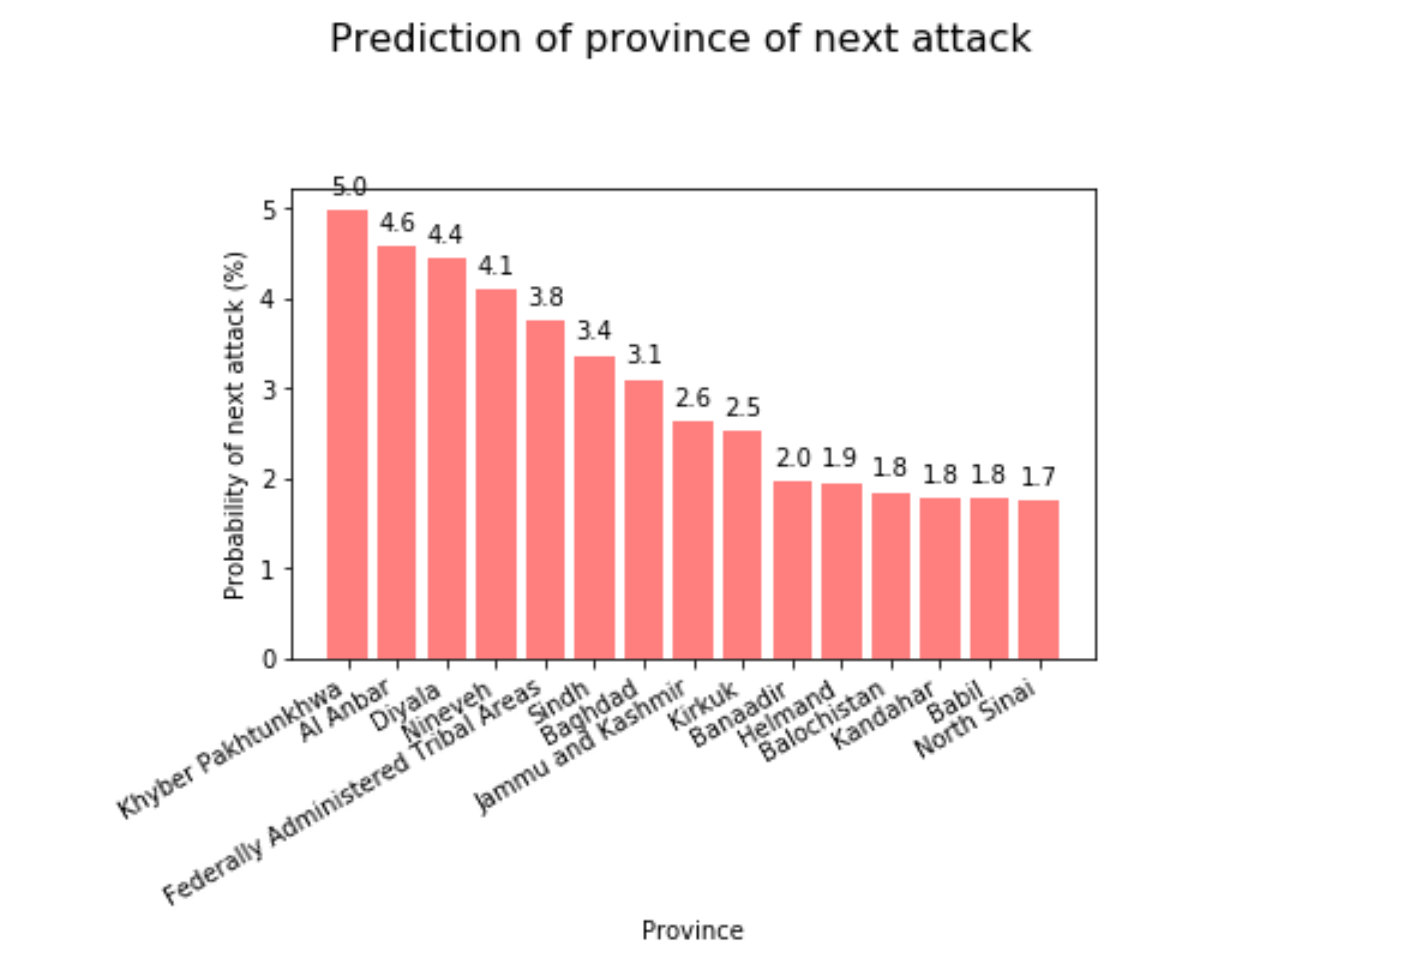 Prediction of province of next attack
5.0
4.6
4.4
4.1
3.8
3.4
3.1
2.6
2.5
2.0
1.9
1.8
1.8
1.8
1.7
Probability of next attack (%)
5
4
3
2
1
0
Khyber Pakhtunkhwa
Al Anbar
Diyala
Nineveh
Federally Administered Tribal Areas
Sindh
Baghdad
Jammu and Kashmir
Kirkuk
Banaadir
Helmand
Balochistan
Kandahar
Babil
North Sinai
Province